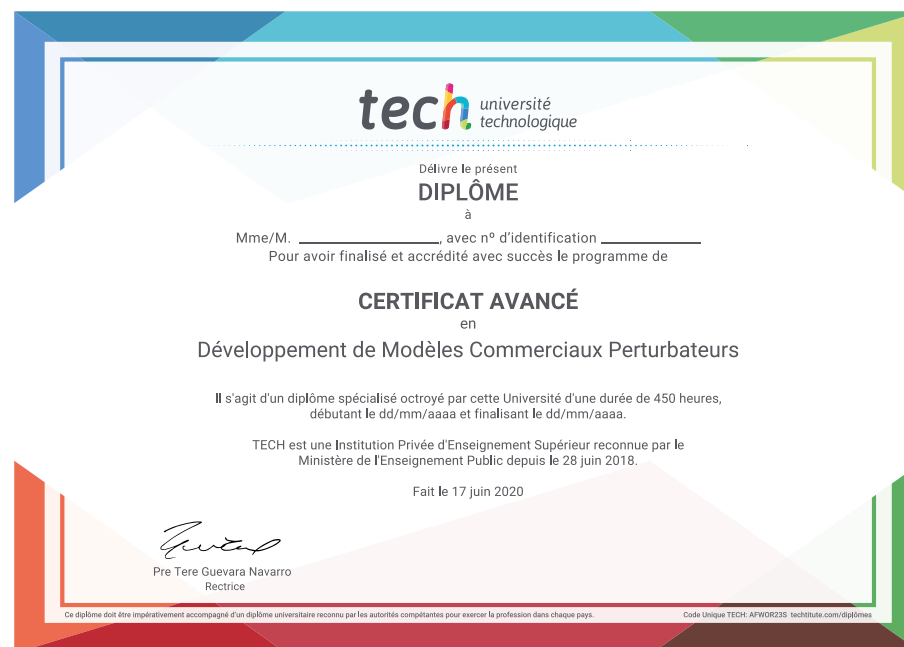 tech université
technologique
Délivre le présent
DIPLÔME
à
Mme/M. ____________________, avec nº d'identification ______________
Pour avoir finalisé et accrédité avec succès le programme de
CERTIFICAT AVANCÉ
en
Développement de Modèles Commerciaux Perturbateurs
Il s'agit d'un diplôme spécialisé octroyé par cette Université d'une durée de 450 heures,
débutant le dd/mm/aaaa et finalisant le dd/mm/aaaa.
TECH est une Institution Privée d'Enseignement Supérieur reconnue par le
Ministère de l'Enseignement Public depuis le 28 juin 2018.
Fait le 17 juin 2020
Pre Tere Guevara Navarro
Rectrice
Ce diplôme doit être impérativement accompagné d'un diplôme universitaire reconnu par les autorités compétantes pour exercer la profession dans chaque pays.
Code Unique TECH: AFWOR23S techtitute.com/diplômes